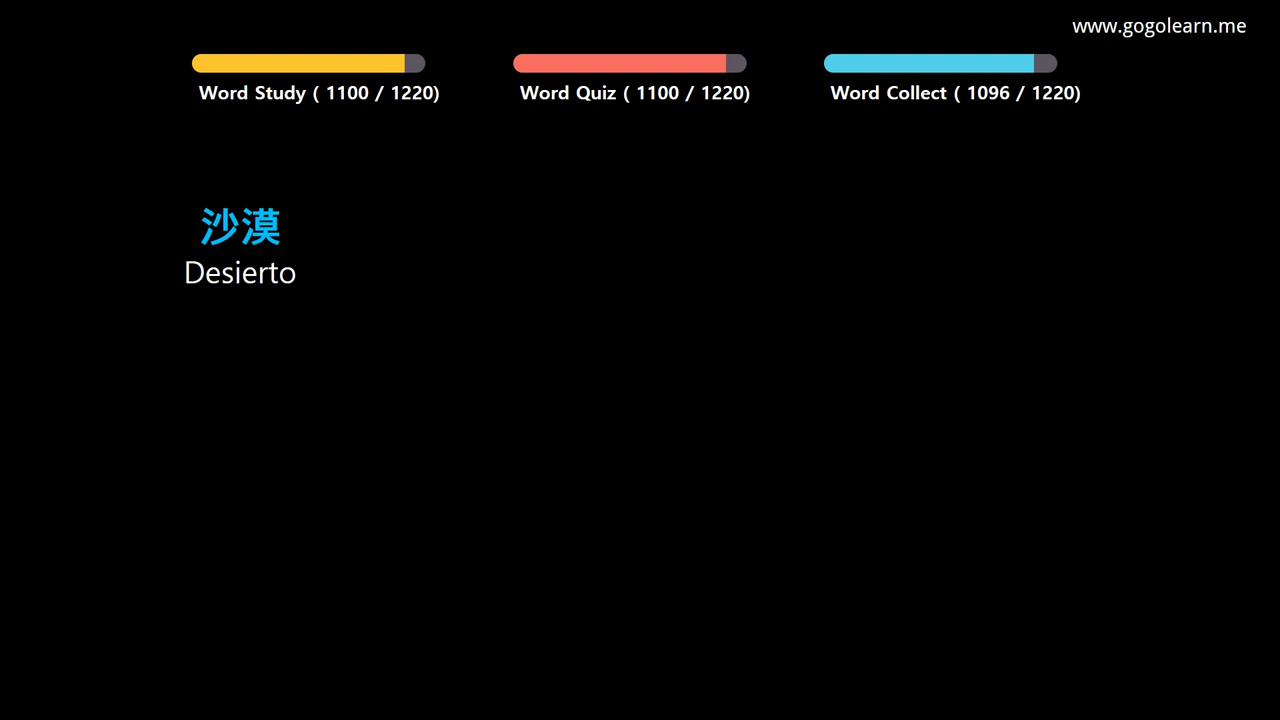 www.gogolearn.me
Word Study ( 1100 / 1220)
Word Quiz ( 1100 / 1220)
Word Collect ( 1096 / 1220)
沙漠
Desierto